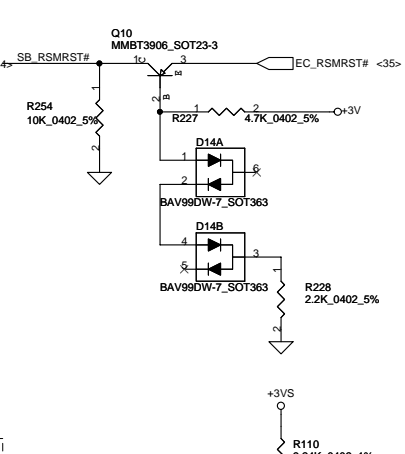 Q10
MMBT3906_SOT23-3
SB_RSMRST#
1
C
3
EC_RSMRST# <35>
4>
E
B
2
1
R254
10K_0402_5%
2
R227
1
2
4.7K_0402_5%
+3V
D14A
1
6
2
BAV99DW-7_SOT363
D14B
4
3
5
BAV99DW-7_SOT363
1
R228
2.2K_0402_5%
2
+3VS
R110